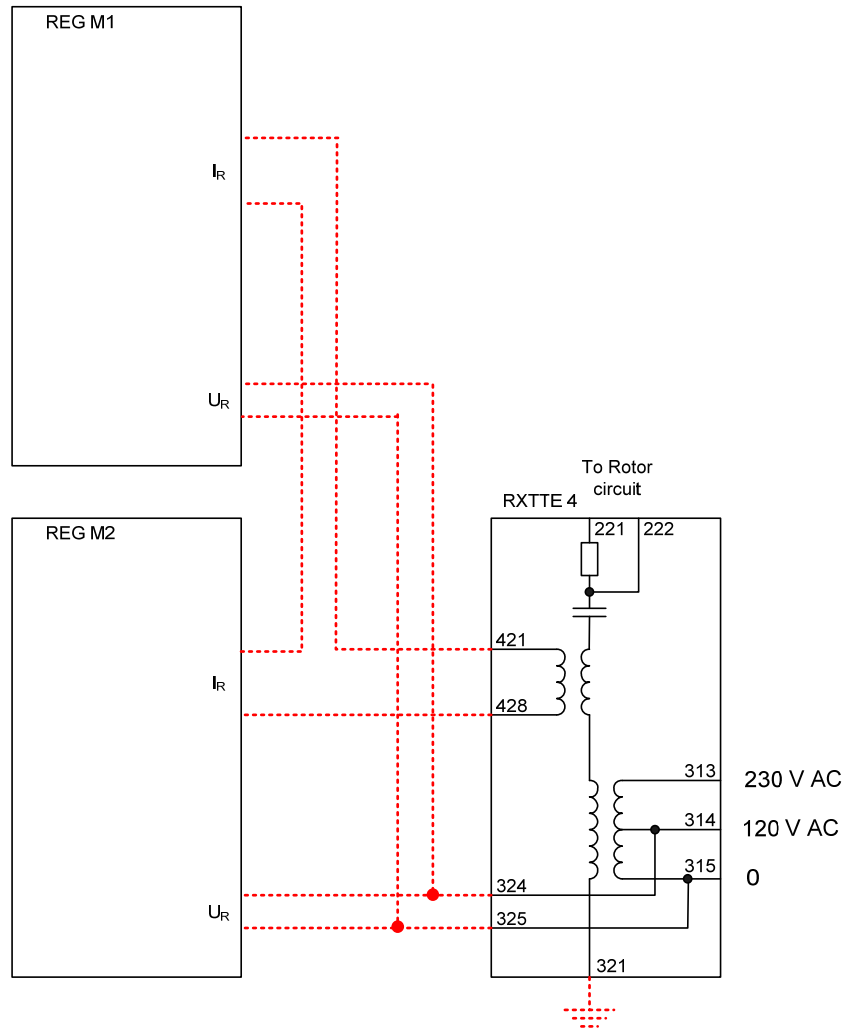 REG M1
IR
UR
REG M2
IR
UR
To Rotor
circuit
RXTTE 4
221
222
421
428
313
230 V AC
314
120 V AC
315
0
324
325
321